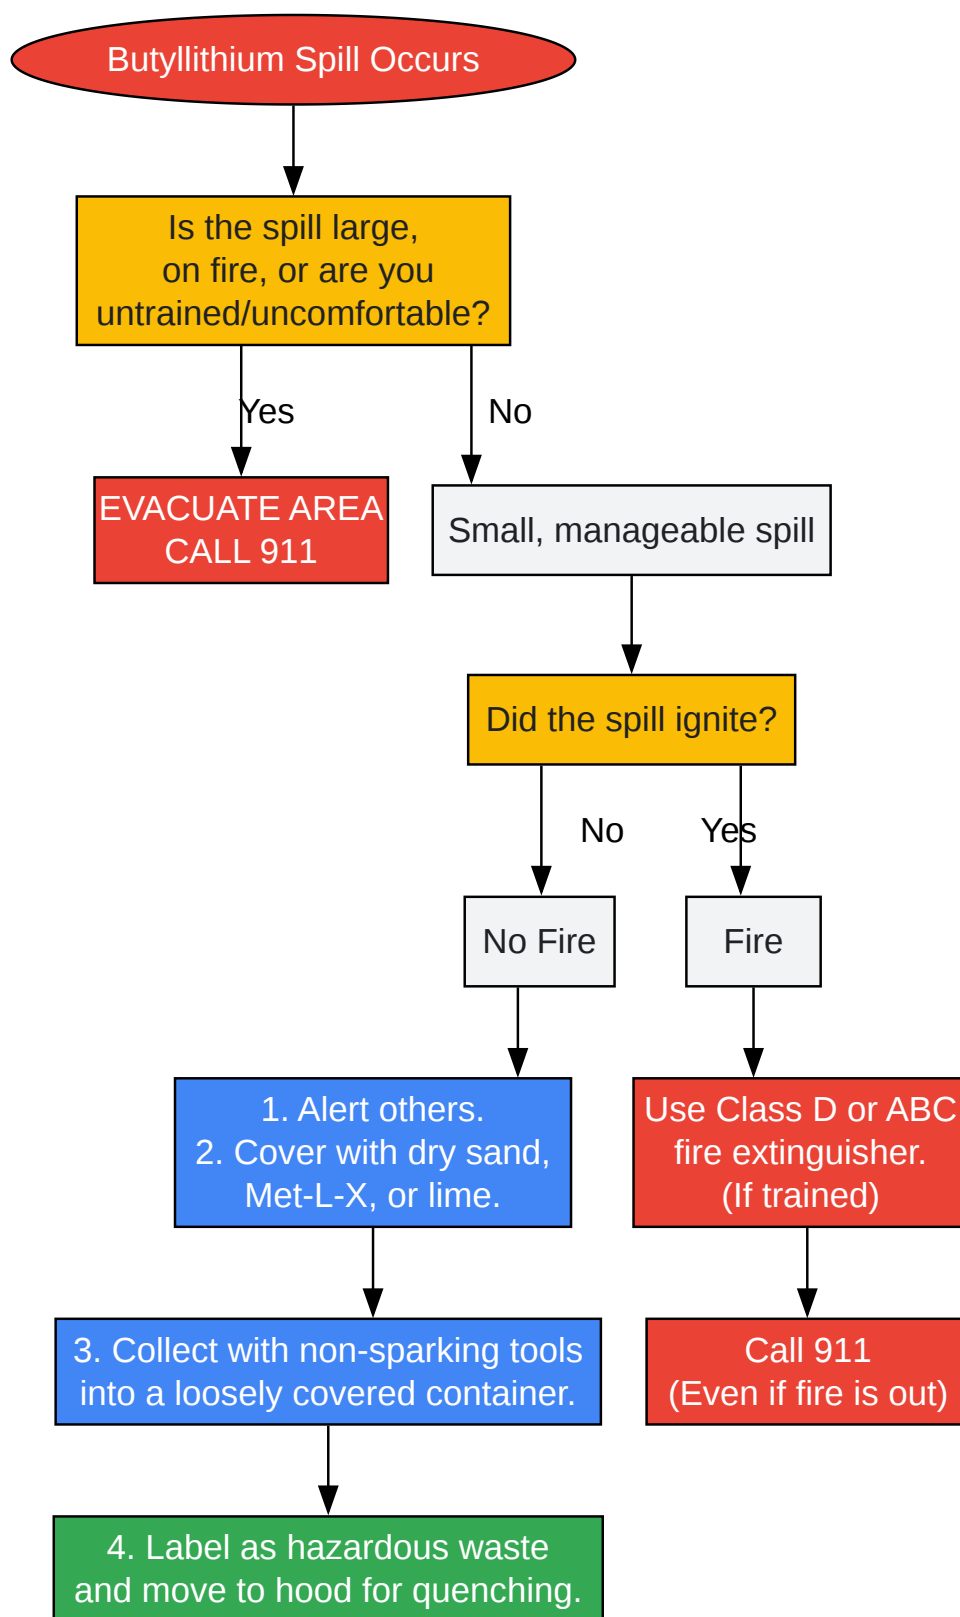 Butyllithium Spill Occurs
Is the spill large,
on fire, or are you
untrained/uncomfortable?
Yes
No
EVACUATE AREA
CALL 911
Small, manageable spill
Did the spill ignite?
No
Yes
No Fire
Fire
1. Alert others.
2. Cover with dry sand,
Met-L-X, or lime.
Use Class D or ABC
fire extinguisher.
(If trained)
3. Collect with non-sparking tools
into a loosely covered container.
Call 911
(Even if fire is out)
4. Label as hazardous waste
and move to hood for quenching.